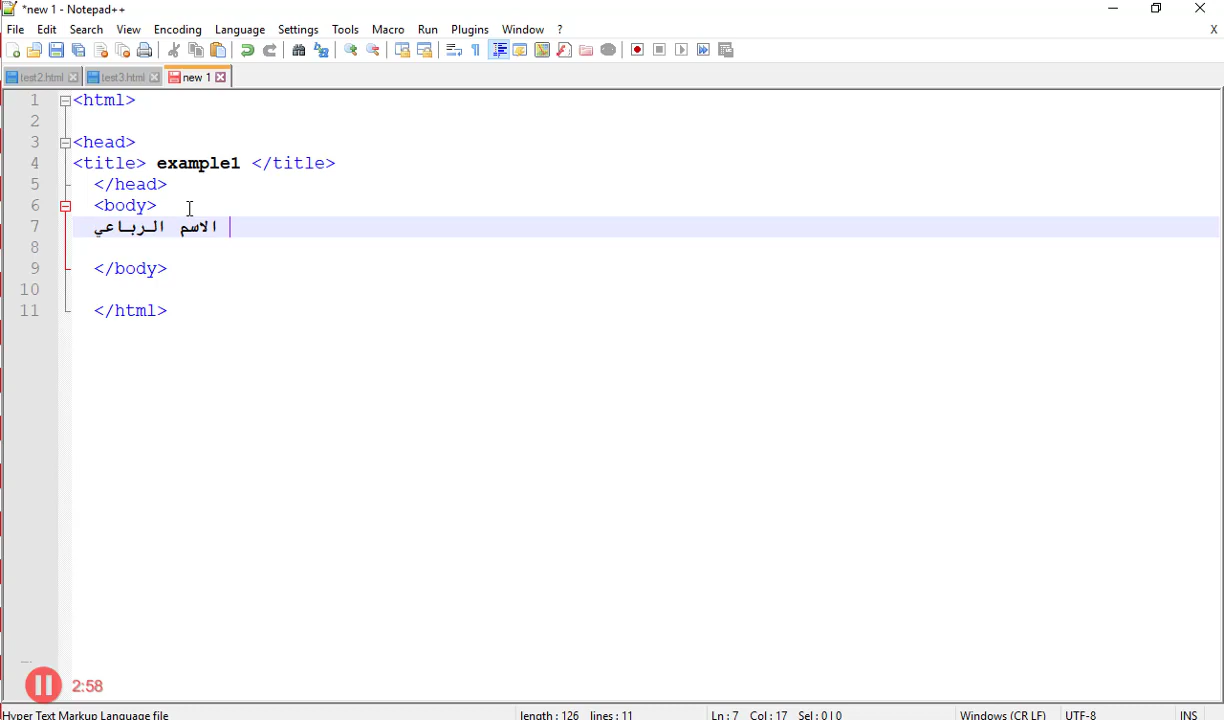 *new 1 - Notepad++
File Edit Search View Encoding Language Settings Tools Macro Run Plugins Window ? X
test2.html test3.html new 1
1 <html>
2
3 <head>
4 <title> example1 </title>
5 </head>
6 <body>
7 الاسم الرباعي
8
9 </body>
10
11 </html>
2:58
Hyper Text Markup Language file length : 126 lines : 11 Ln : 7 Col : 17 Sel : 0 | 0 Windows (CR LF) UTF-8 INS